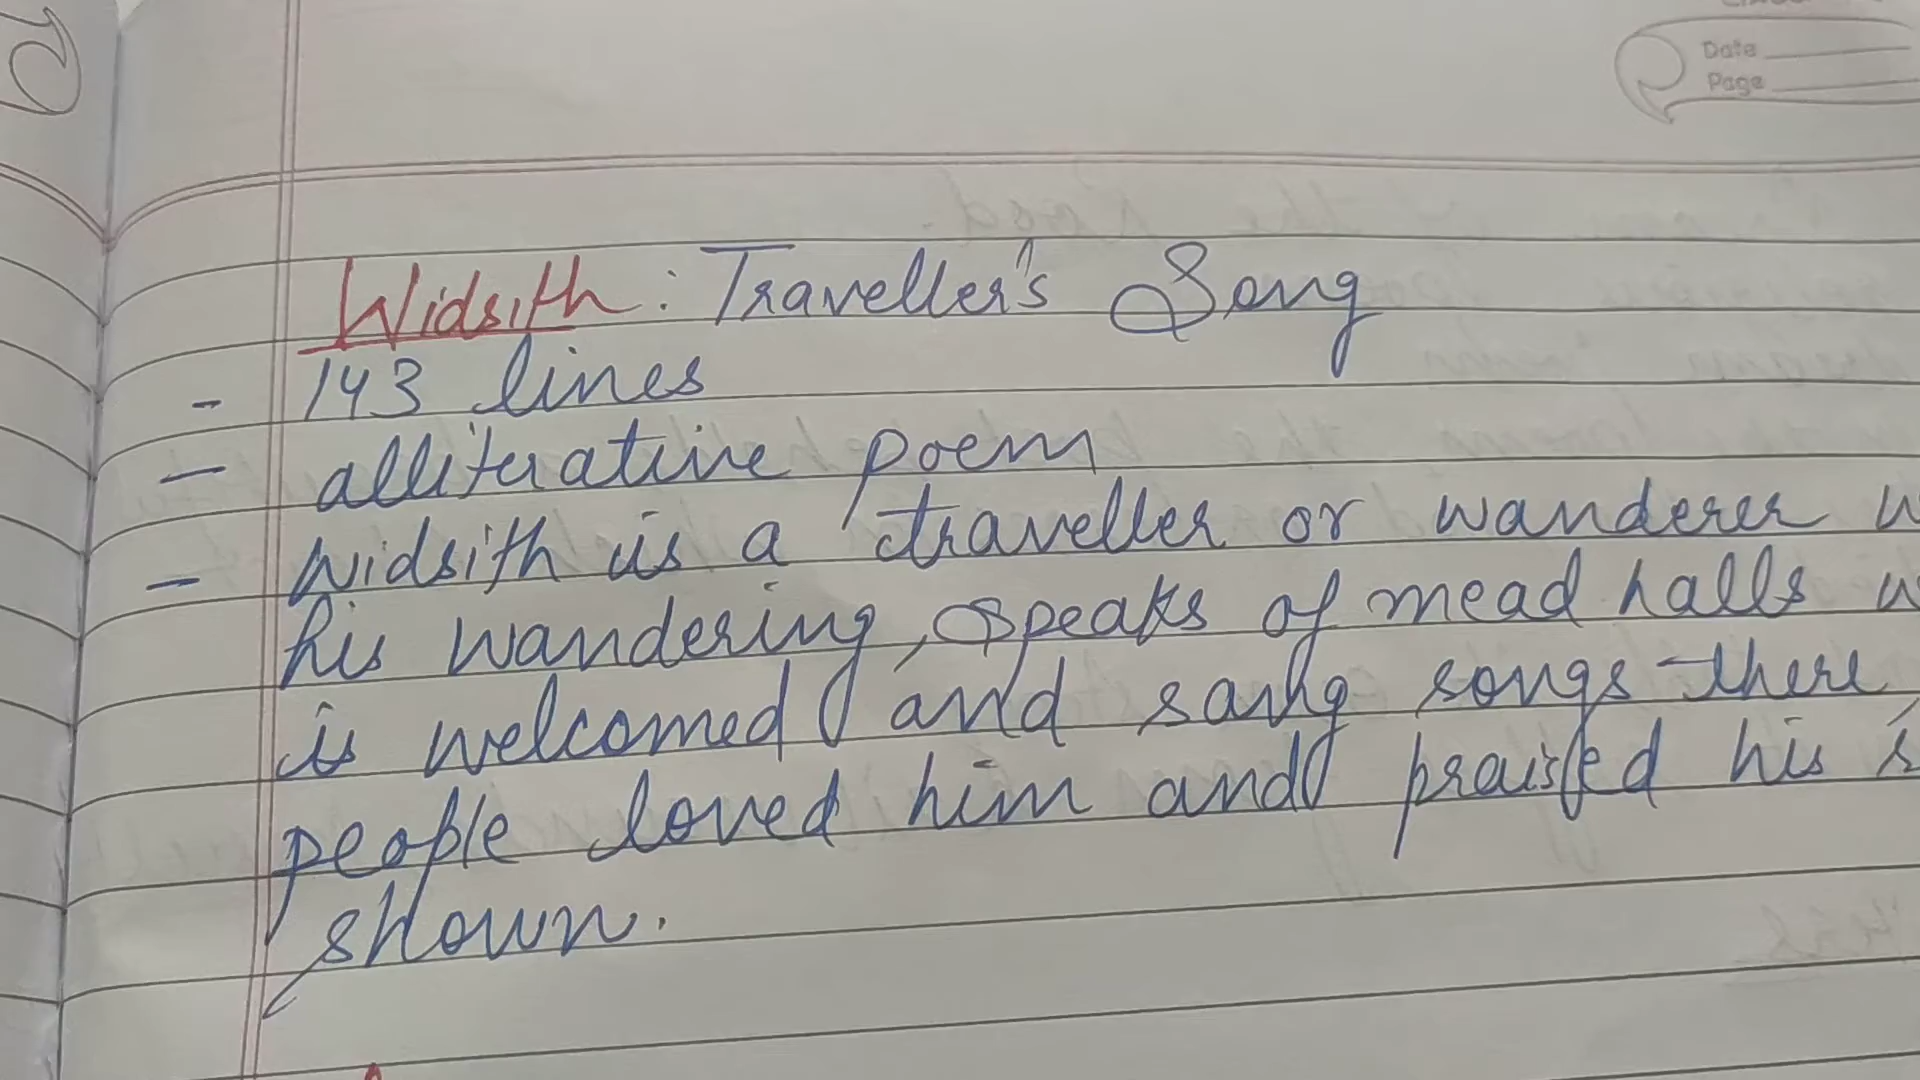 Date
Page
Widsith: Traveller's Song
- 143 lines
- alliterative poem
- Widsith is a traveller or wanderer
his wandering, speaks of mead halls
is welcomed and sang songs there,
people loved him and praised his
shown.